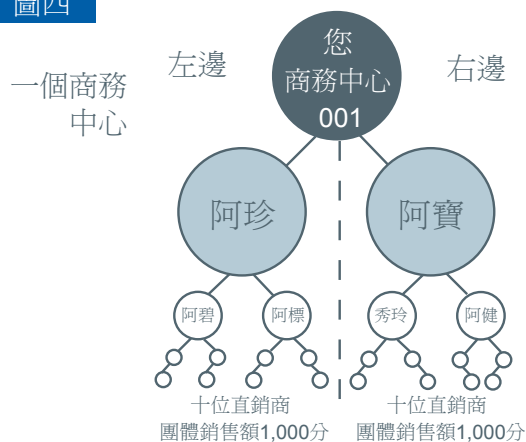 圖四
一個商務
中心
左邊
您
商務中心
001
右邊
阿珍
阿寶
阿碧
阿標
秀玲
阿健
十位直銷商
團體銷售額1,000分
十位直銷商
團體銷售額1,000分